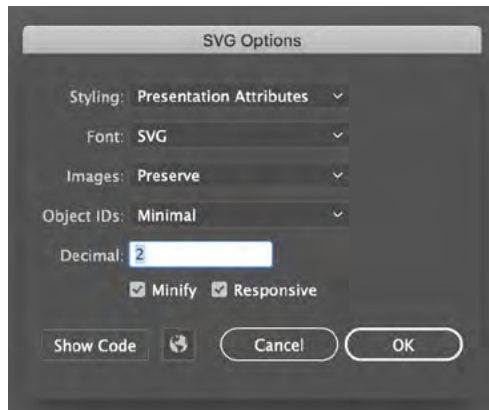 SVG Options
Styling: Presentation Attributes
Font: SVG
Images: Preserve
Object IDs: Minimal
Decimal: 2
Minify Responsive
Show Code Cancel OK